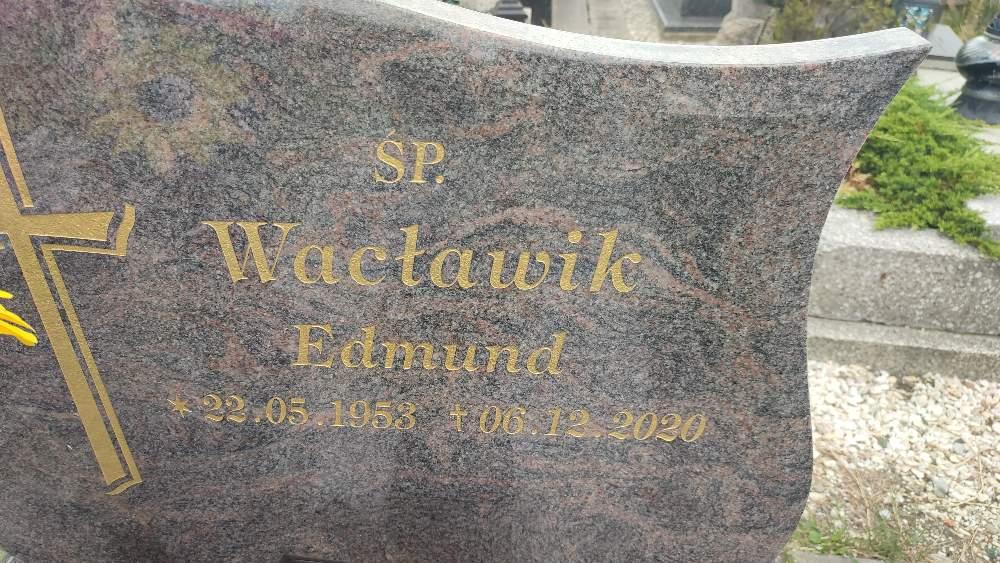 ŚP.
Wacławik
Edmund
* 22.05.1953 † 06.12.2020